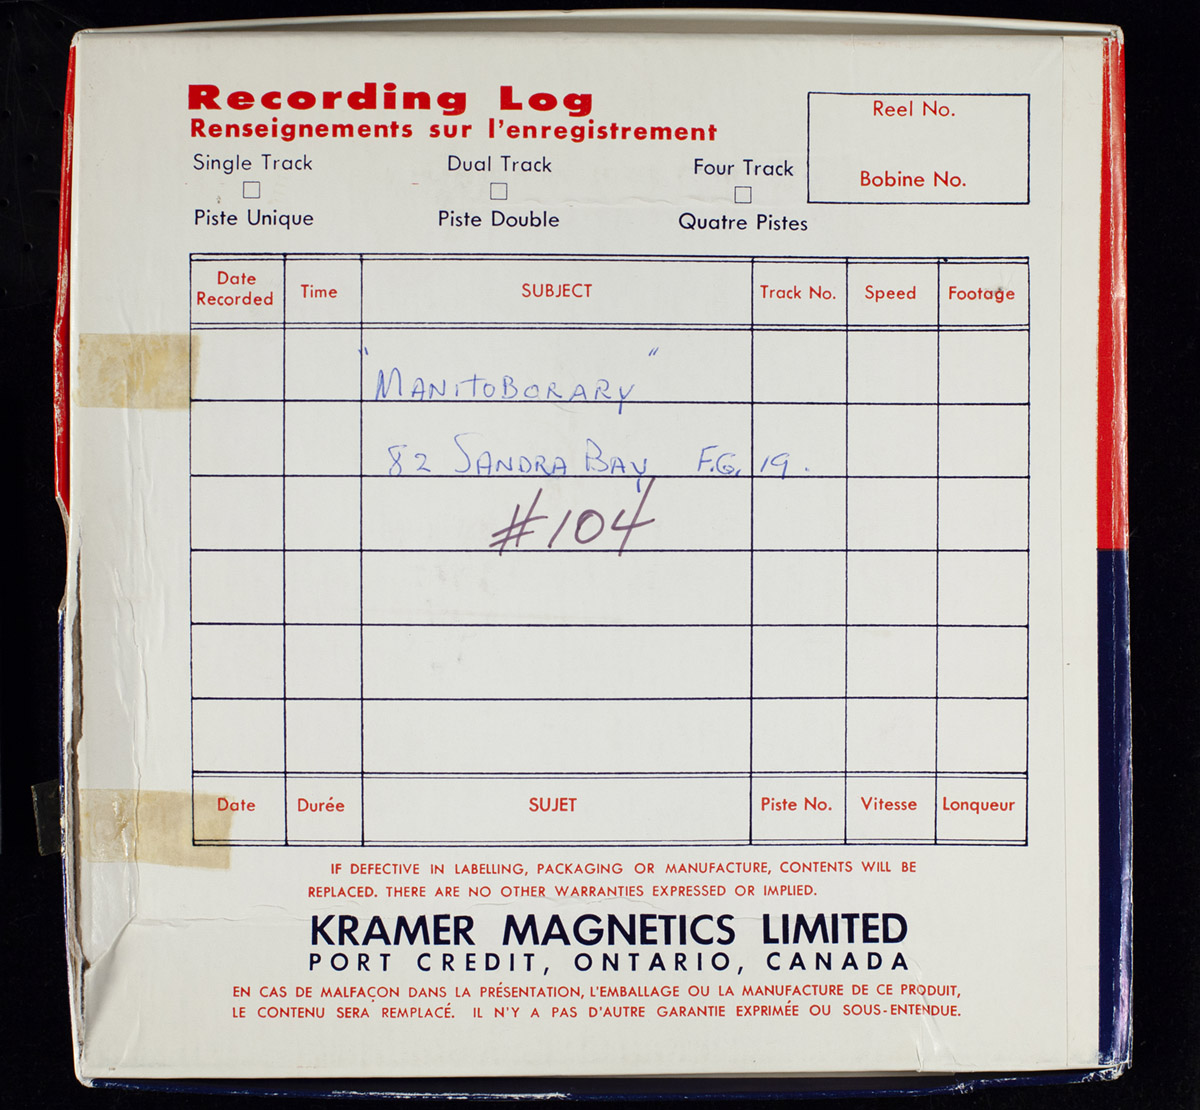 Recording Log
Renseignements sur l'enregistrement
Single Track Dual Track Four Track
Piste Unique Piste Double Quatre Pistes
Reel No.
Bobine No.
Date Recorded Time SUBJECT Track No. Speed Footage
"MANITOBORARY"
82 SANDRA BAY F.G. 19.
#104
Date Durée SUJET Piste No. Vitesse Lonqueur
IF DEFECTIVE IN LABELLING, PACKAGING OR MANUFACTURE, CONTENTS WILL BE
REPLACED. THERE ARE NO OTHER WARRANTIES EXPRESSED OR IMPLIED.
KRAMER MAGNETICS LIMITED
PORT CREDIT, ONTARIO, CANADA
EN CAS DE MALFAÇON DANS LA PRÉSENTATION, L'EMBALLAGE OU LA MANUFACTURE DE CE PRODUIT,
LE CONTENU SERA REMPLACÉ. IL N'Y A PAS D'AUTRE GARANTIE EXPRIMÉE OU SOUS-ENTENDUE.